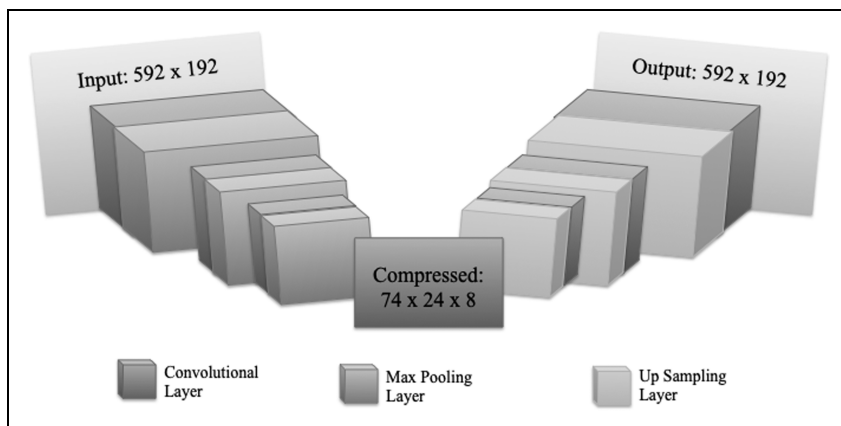 Input: 592 x 192
Output: 592 x 192
Compressed:
74 x 24 x 8
Convolutional
Layer
Max Pooling
Layer
Up Sampling
Layer